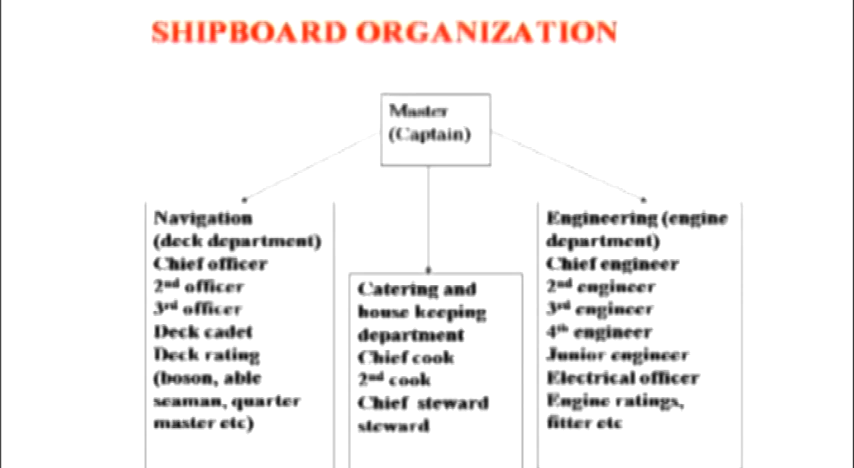 SHIPBOARD ORGANIZATION
Master
(Captain)
Navigation
(deck department)
Chief officer
2nd officer
3rd officer
Deck cadet
Deck rating
(boson, able
seaman, quarter
master etc)
Catering and
house keeping
department
Chief cook
2nd cook
Chief steward
steward
Engineering (engine
department)
Chief engineer
2nd engineer
3rd engineer
4th engineer
Junior engineer
Electrical officer
Engine ratings,
fitter etc